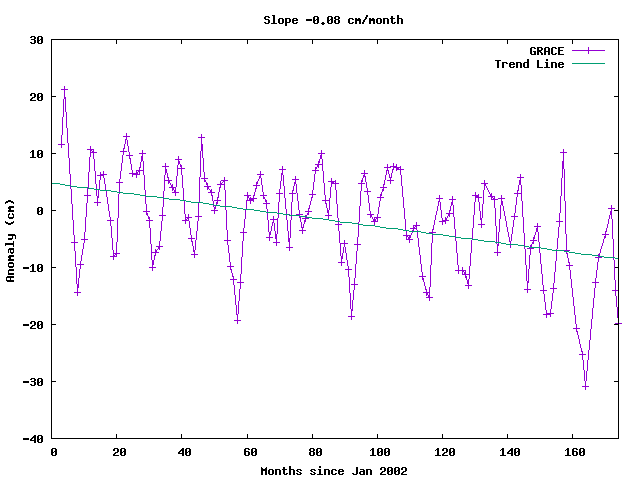 Slope -0.08 cm/month
30
20
10
0
-10
-20
-30
-40
Anomaly (cm)
GRACE
Trend Line
0 20 40 60 80 100 120 140 160
Months since Jan 2002